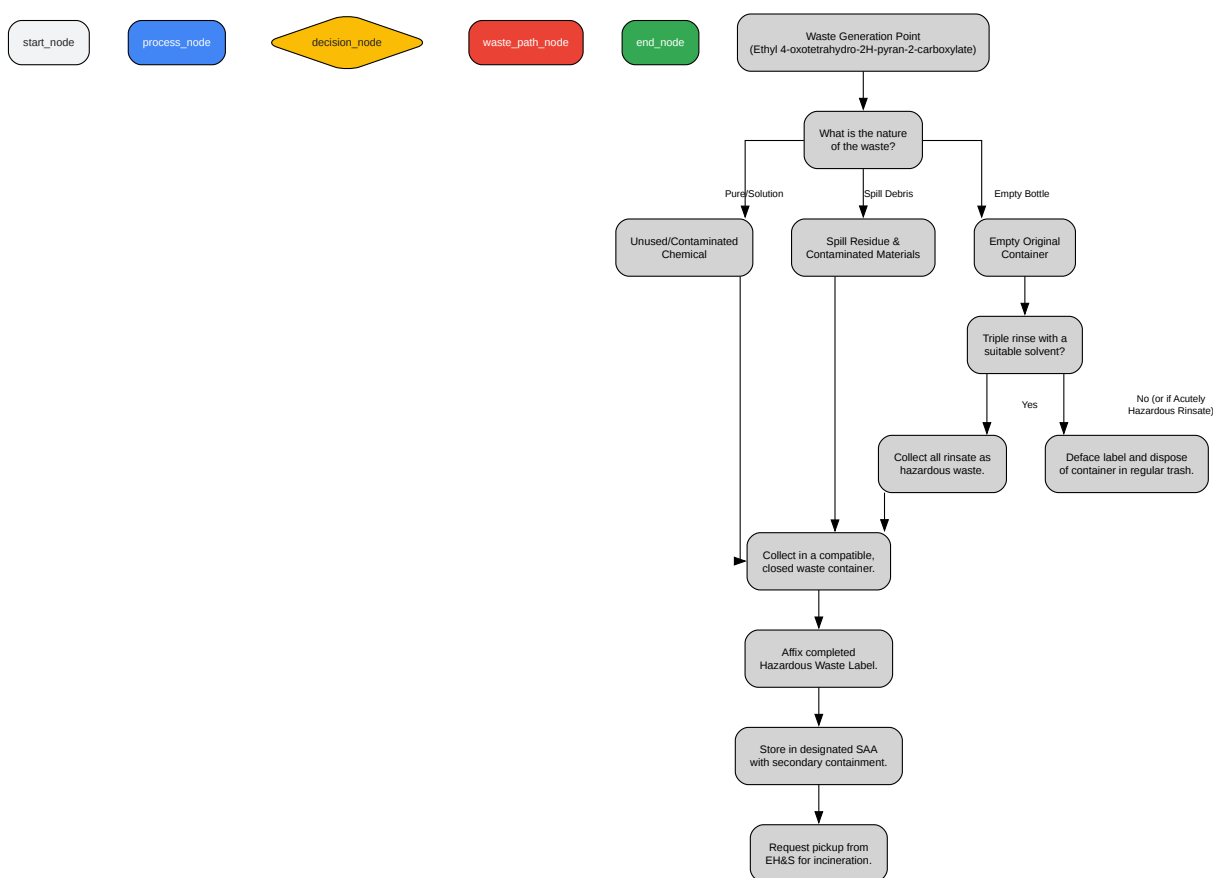 start_node
process_node
decision_node
waste_path_node
end_node
Waste Generation Point
(Ethyl 4-oxotetrahydro-2H-pyran-2-carboxylate)
What is the nature
of the waste?
Pure/Solution
Spill Debris
Empty Bottle
Unused/Contaminated
Chemical
Spill Residue &
Contaminated Materials
Empty Original
Container
Triple rinse with a
suitable solvent?
Yes
No (or if Acutely
Hazardous Rinsate)
Collect all rinsate as
hazardous waste.
Deface label and dispose
of container in regular trash.
Collect in a compatible,
closed waste container.
Affix completed
Hazardous Waste Label.
Store in designated SAA
with secondary containment.
Request pickup from
EH&S for incineration.